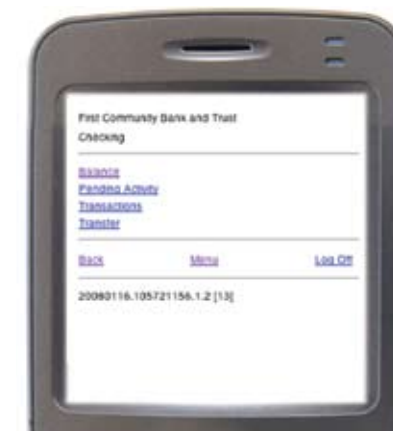 First Community Bank and Trust
Checking
Balance
Pending Activity
Transactions
Transfer
Back Menu Log Off
20080116.105721156.1.2 [13]